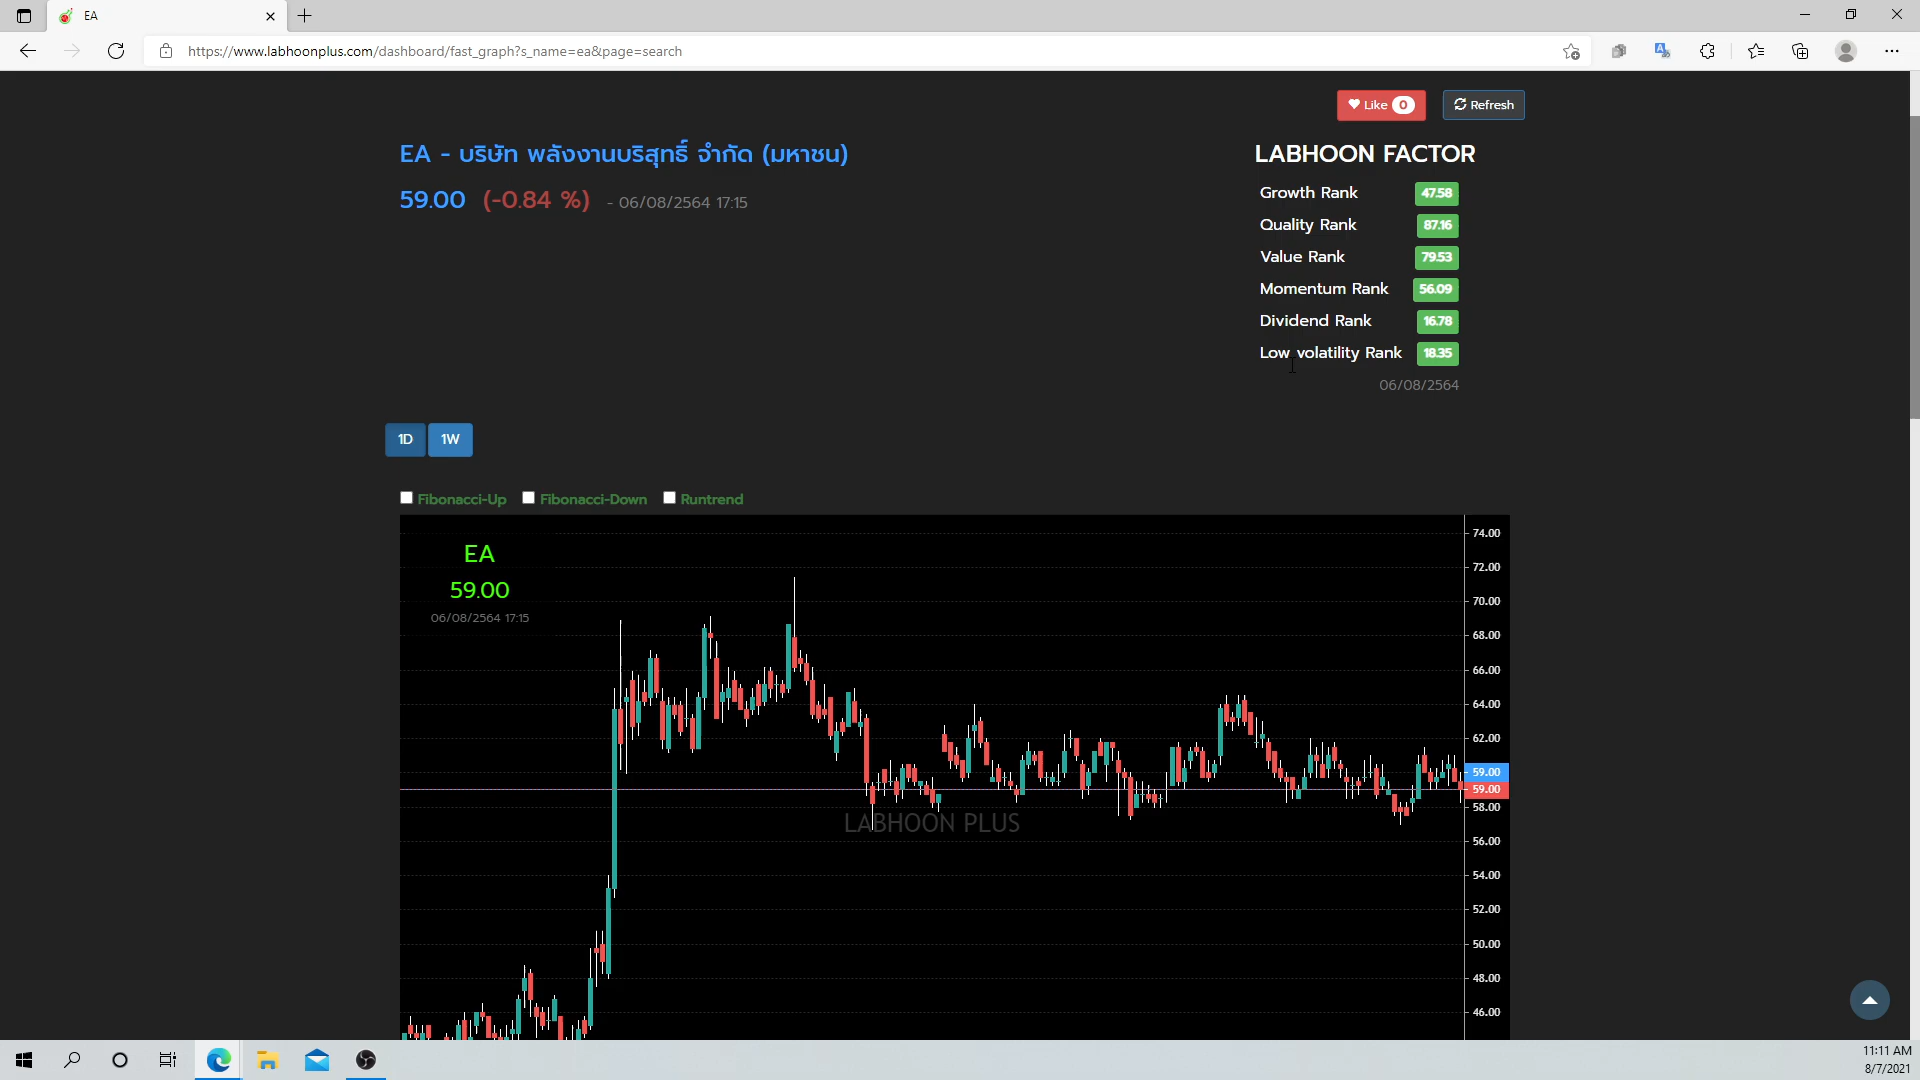 EA
https://www.labhoonplus.com/dashboard/fast_graph?s_name=ea&page=search
Like 0
Refresh
EA - บริษัท พลังงานบริสุทธิ์ จำกัด (มหาชน)
59.00 (-0.84 %) - 06/08/2564 17:15
LABHOON FACTOR
Growth Rank 47.58
Quality Rank 87.16
Value Rank 79.53
Momentum Rank 56.09
Dividend Rank 16.78
Low volatility Rank 18.35
06/08/2564
1D 1W
Fibonacci-Up Fibonacci-Down Runtrend
EA
59.00
06/08/2564 17:15
74.00
72.00
70.00
68.00
66.00
64.00
62.00
59.00
59.00
58.00
56.00
54.00
52.00
50.00
48.00
46.00
LABHOON PLUS
11:11 AM
8/7/2021